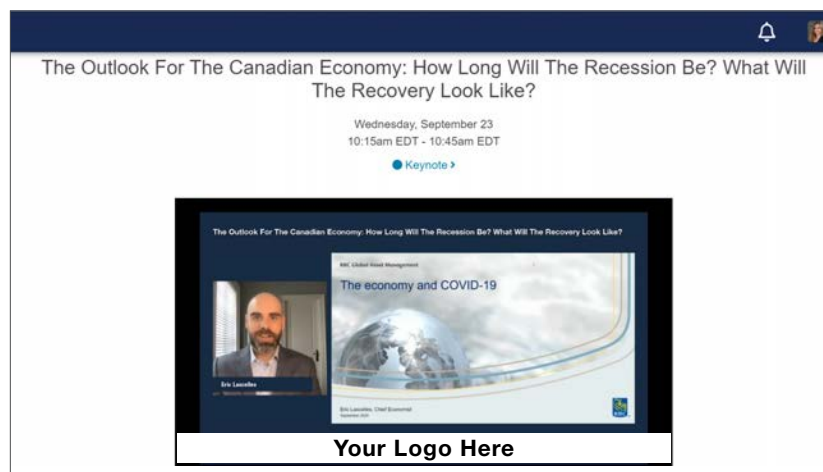 The Outlook For The Canadian Economy: How Long Will The Recession Be? What Will
The Recovery Look Like?
Wednesday, September 23
10:15am EDT - 10:45am EDT
Keynote >
The Outlook For The Canadian Economy: How Long Will The Recession Be? What Will The Recovery Look Like?
RBC Global Asset Management
The economy and COVID-19
Eric Lascelles
Eric Lascelles, Chief Economist
September 2020
RBC
Your Logo Here